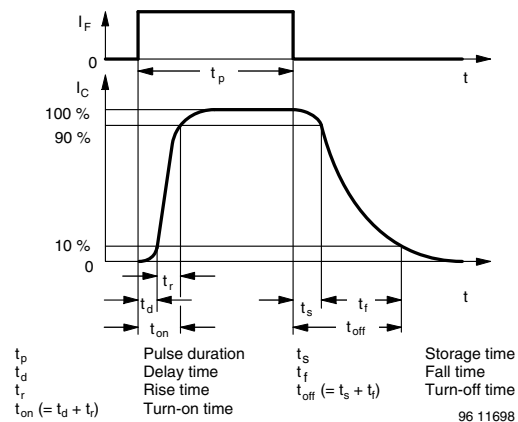 I_F
0
t_p
t
I_C
100 %
90 %
10 %
0
t_r
t_d
t_s
t_f
t
t_on
t_off
t_p Pulse duration t_s Storage time
t_d Delay time t_f Fall time
t_r Rise time t_off (= t_s + t_f) Turn-off time
t_on (= t_d + t_r) Turn-on time
96 11698